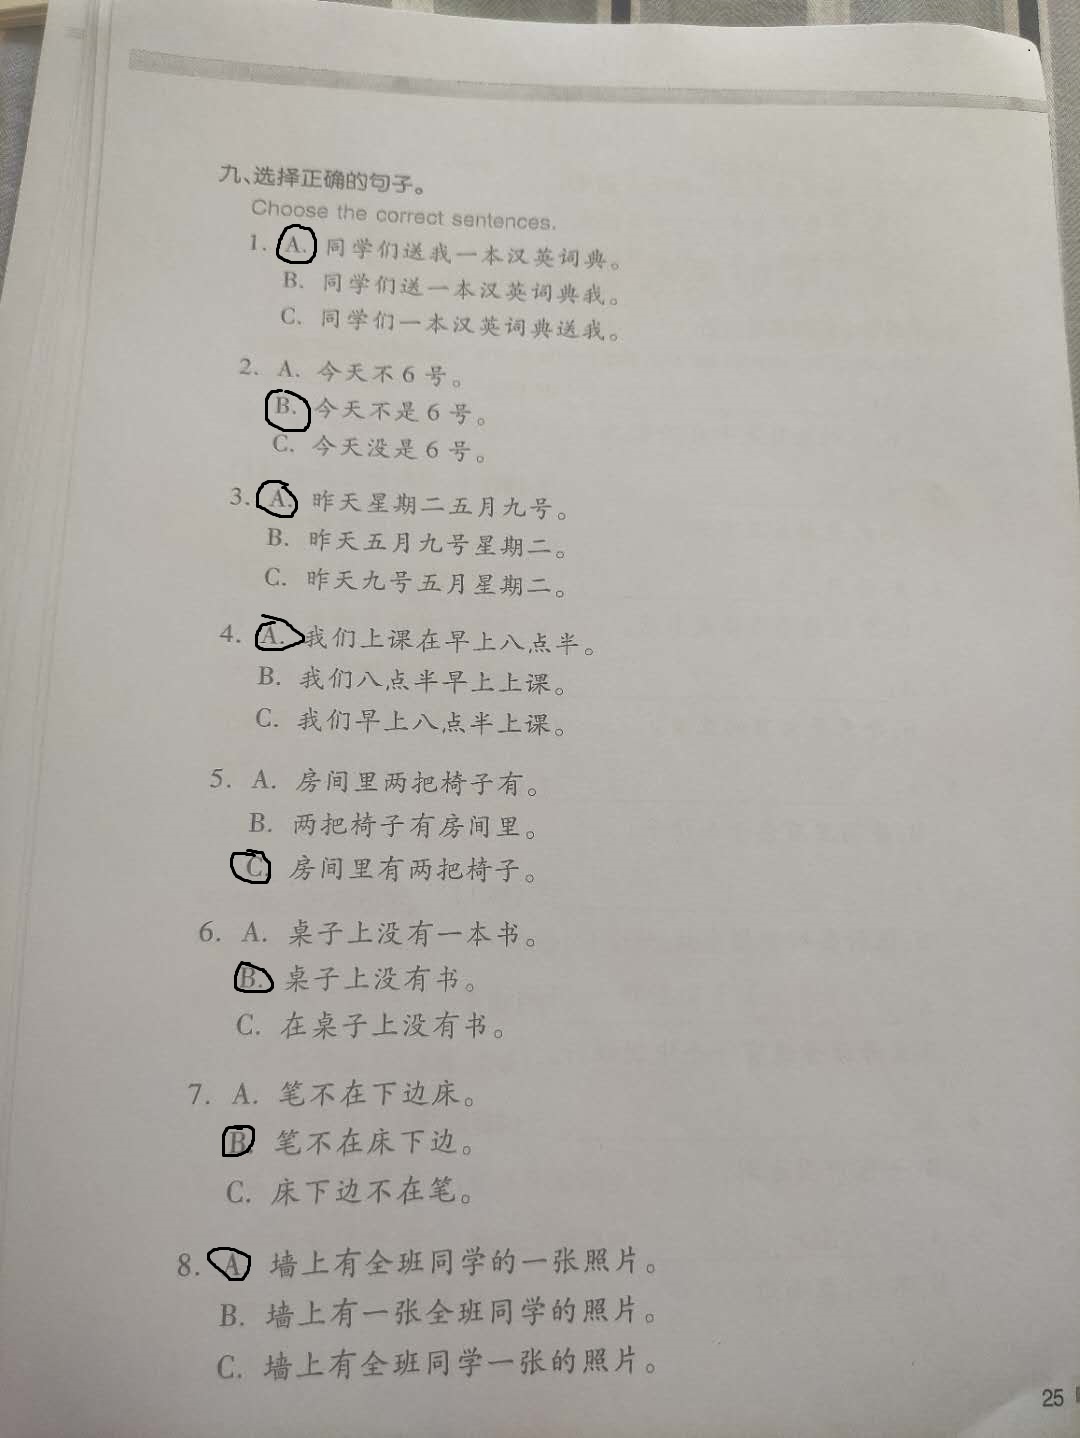 九、选择正确的句子。
Choose the correct sentences.
1. A. 同学们送我一本汉英词典。
B. 同学们送一本汉英词典我。
C. 同学们一本汉英词典送我。
2. A. 今天不6号。
B. 今天不是6号。
C. 今天没是6号。
3. A. 昨天星期二五月九号。
B. 昨天五月九号星期二。
C. 昨天九号五月星期二。
4. A. 我们上课在早上八点半。
B. 我们八点半早上上课。
C. 我们早上八点半上课。
5. A. 房间里两把椅子有。
B. 两把椅子有房间里。
C. 房间里有两把椅子。
6. A. 桌子上没有一本书。
B. 桌子上没有书。
C. 在桌子上没有书。
7. A. 笔不在下边床。
B. 笔不在床下边。
C. 床下边不在笔。
8. A. 墙上有全班同学的一张照片。
B. 墙上有一张全班同学的照片。
C. 墙上有全班同学一张的照片。
25